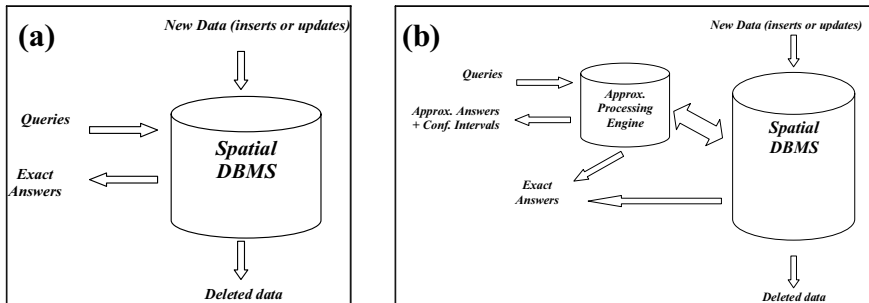 (a)
New Data (inserts or updates)
Queries
Spatial
DBMS
Exact
Answers
Deleted data
(b)
New Data (inserts or updates)
Queries
Approx.
Processing
Engine
Approx. Answers
+ Conf. Intervals
Spatial
DBMS
Exact
Answers
Deleted data